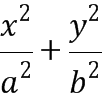 x²/a² + y²/b²